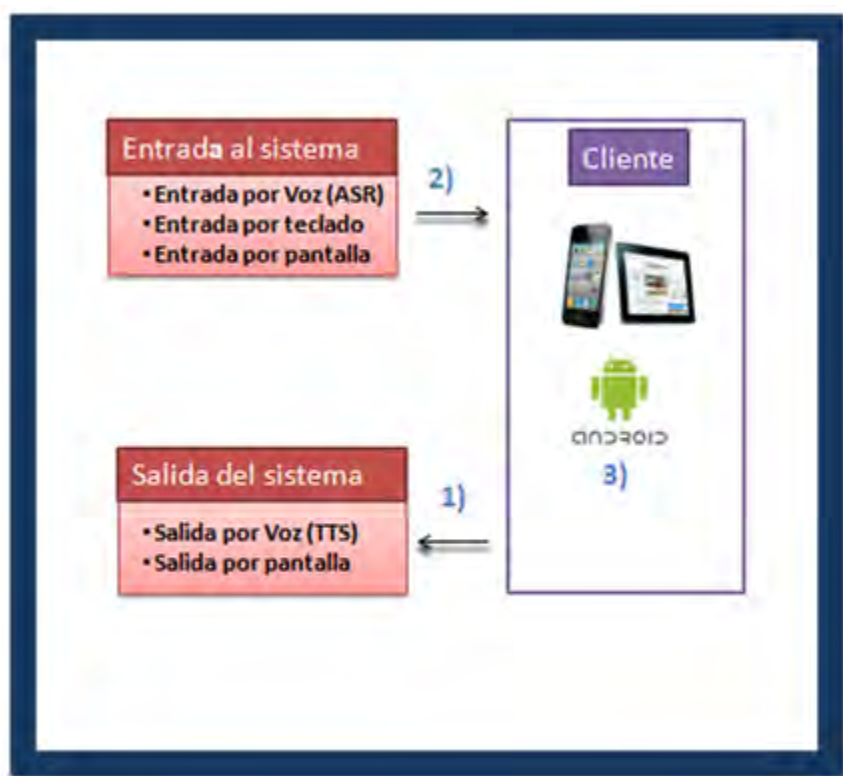 Entrada al sistema
• Entrada por Voz (ASR)
• Entrada por teclado
• Entrada por pantalla
2)
Cliente
ANDROID
3)
Salida del sistema
• Salida por Voz (TTS)
• Salida por pantalla
1)